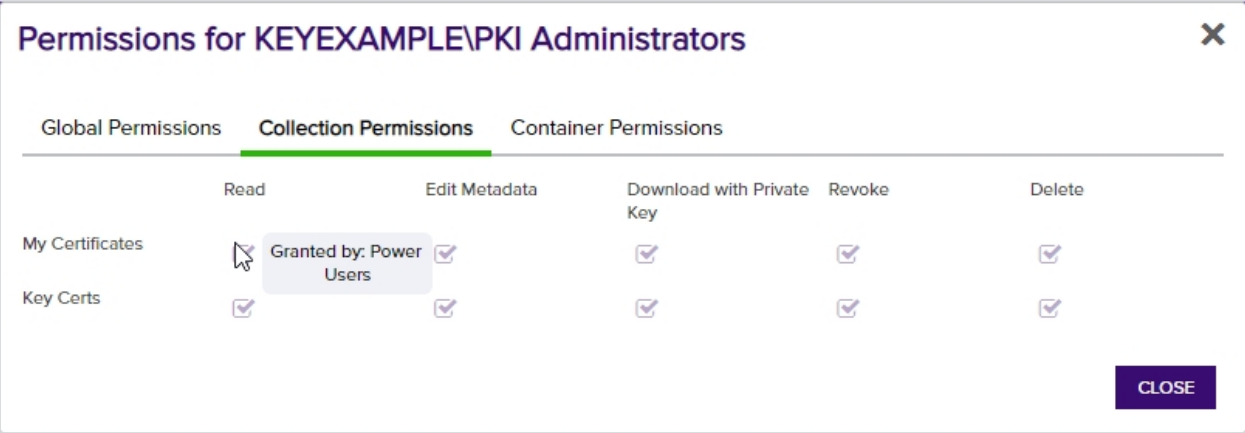 Permissions for KEYEXAMPLE\PKI Administrators
Global Permissions Collection Permissions Container Permissions
Read Edit Metadata Download with Private Key Revoke Delete
My Certificates
Granted by: Power
Users
Key Certs
CLOSE